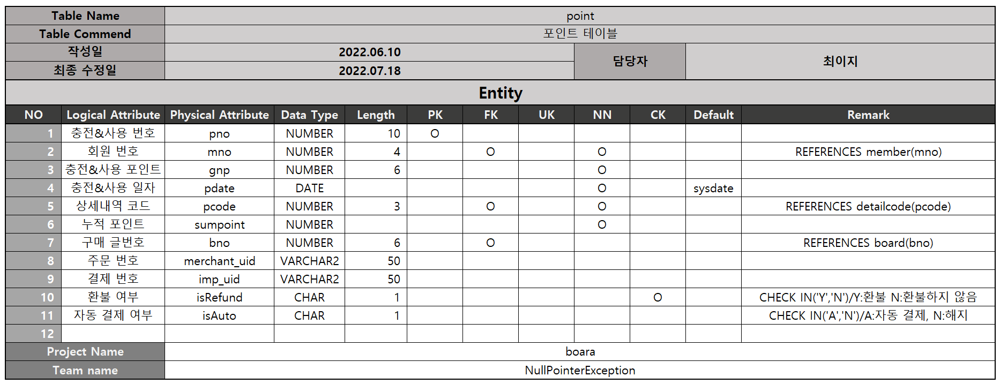 Table Name point
Table Commend 포인트 테이블
작성일 2022.06.10 담당자 최이지
최종 수정일 2022.07.18
Entity
NO Logical Attribute Physical Attribute Data Type Length PK FK UK NN CK Default Remark
1 충전&사용 번호 pno NUMBER 10 O
2 회원 번호 mno NUMBER 4 O O REFERENCES member(mno)
3 충전&사용 포인트 gnp NUMBER 6 O
4 충전&사용 일자 pdate DATE O sysdate
5 상세내역 코드 pcode NUMBER 3 O O REFERENCES detailcode(pcode)
6 누적 포인트 sumpoint NUMBER O
7 구매 글번호 bno NUMBER 6 O REFERENCES board(bno)
8 주문 번호 merchant_uid VARCHAR2 50
9 결제 번호 imp_uid VARCHAR2 50
10 환불 여부 isRefund CHAR 1 O CHECK IN('Y','N')/Y:환불 N:환불하지 않음
11 자동 결제 여부 isAuto CHAR 1 CHECK IN('A','N')/A:자동 결제, N:해지
12
Project Name boara
Team name NullPointerException